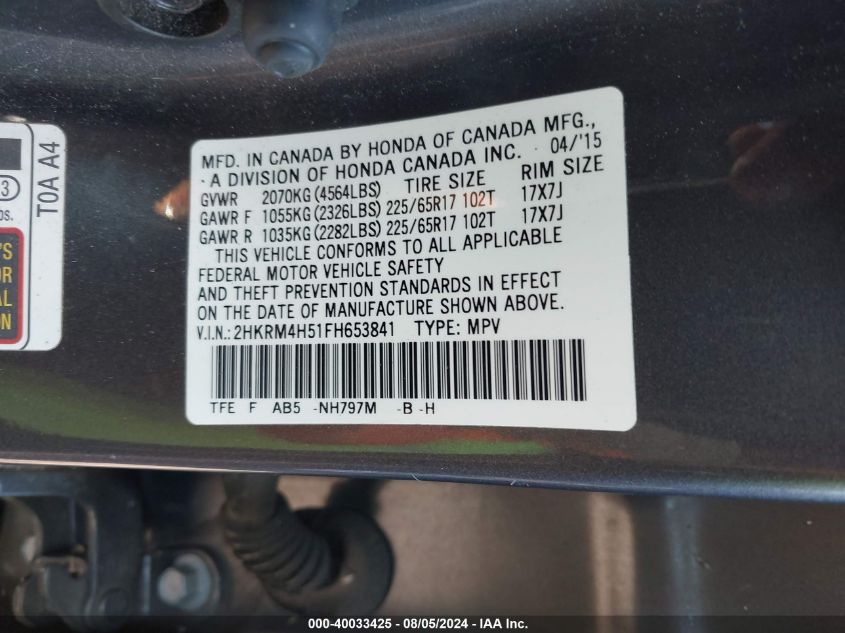 MFD. IN CANADA BY HONDA OF CANADA MFG.,
A DIVISION OF HONDA CANADA INC. 04/'15
GVWR 2070KG (4564LBS) TIRE SIZE RIM SIZE
GAWR F 1055KG (2326LBS) 225/65R17 102T 17X7J
GAWR R 1035KG (2282LBS) 225/65R17 102T 17X7J
THIS VEHICLE CONFORMS TO ALL APPLICABLE
FEDERAL MOTOR VEHICLE SAFETY
AND THEFT PREVENTION STANDARDS IN EFFECT
ON THE DATE OF MANUFACTURE SHOWN ABOVE.
V.I.N.: 2HKRM4H51FH653841 TYPE: MPV
TFE F AB5 -NH797M -B -H
T0A A4
000-40033425 - 08/05/2024 - IAA Inc.